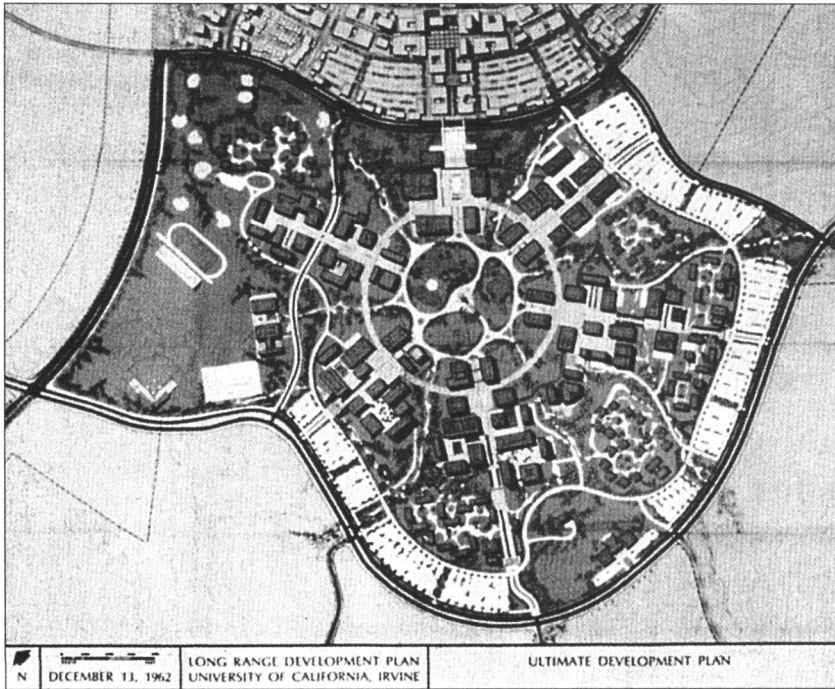 N
DECEMBER 13, 1962
LONG RANGE DEVELOPMENT PLAN
UNIVERSITY OF CALIFORNIA, IRVINE
ULTIMATE DEVELOPMENT PLAN